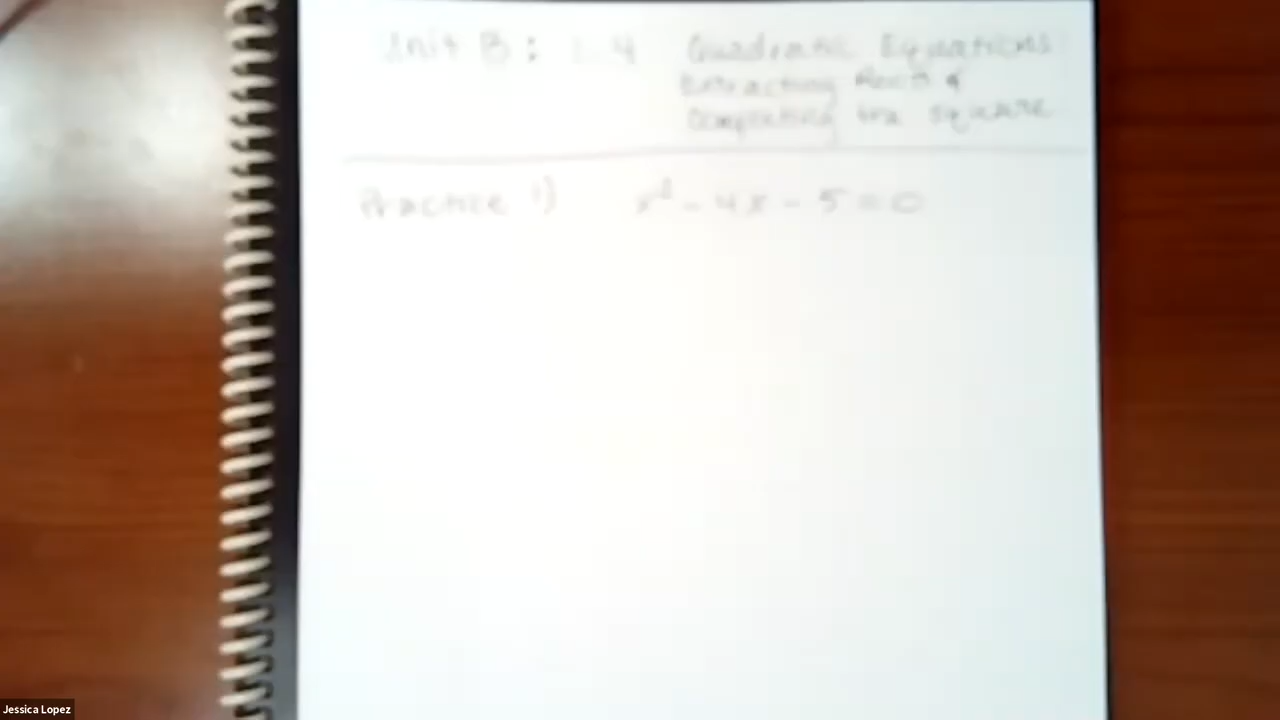 Unit B: 1.4 Quadratic Equations:
Extracting Roots &
Completing the Square
Practice 1) x² - 4x - 5 = 0
Jessica Lopez